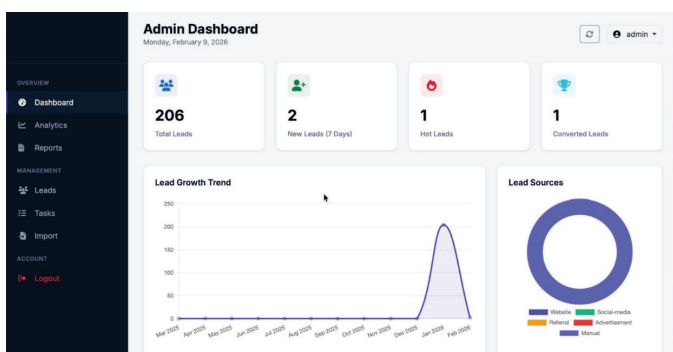 Admin Dashboard
Monday, February 9, 2026
admin
OVERVIEW
Dashboard
Analytics
Reports
MANAGEMENT
Leads
Tasks
Import
ACCOUNT
Logout
206
Total Leads
2
New Leads (7 Days)
1
Hot Leads
1
Converted Leads
Lead Growth Trend
250
200
150
100
50
0
Mar 2025 Apr 2025 May 2025 Jun 2025 Jul 2025 Aug 2025 Sep 2025 Oct 2025 Nov 2025 Dec 2025 Jan 2026 Feb 2026
Lead Sources
Website Social-media
Referral Advertisement
Manual